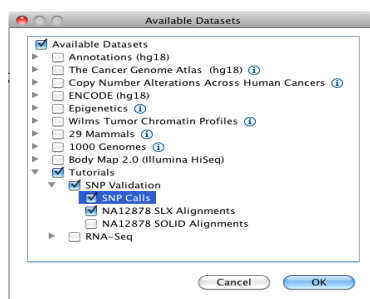 Available Datasets
Available Datasets
Annotations (hg18)
The Cancer Genome Atlas (hg18)
Copy Number Alterations Across Human Cancers
ENCODE (hg18)
Epigenetics
Wilms Tumor Chromatin Profiles
29 Mammals
1000 Genomes
Body Map 2.0 (Illumina HiSeq)
Tutorials
SNP Validation
SNP Calls
NA12878 SLX Alignments
NA12878 SOLID Alignments
RNA-Seq
Cancel OK